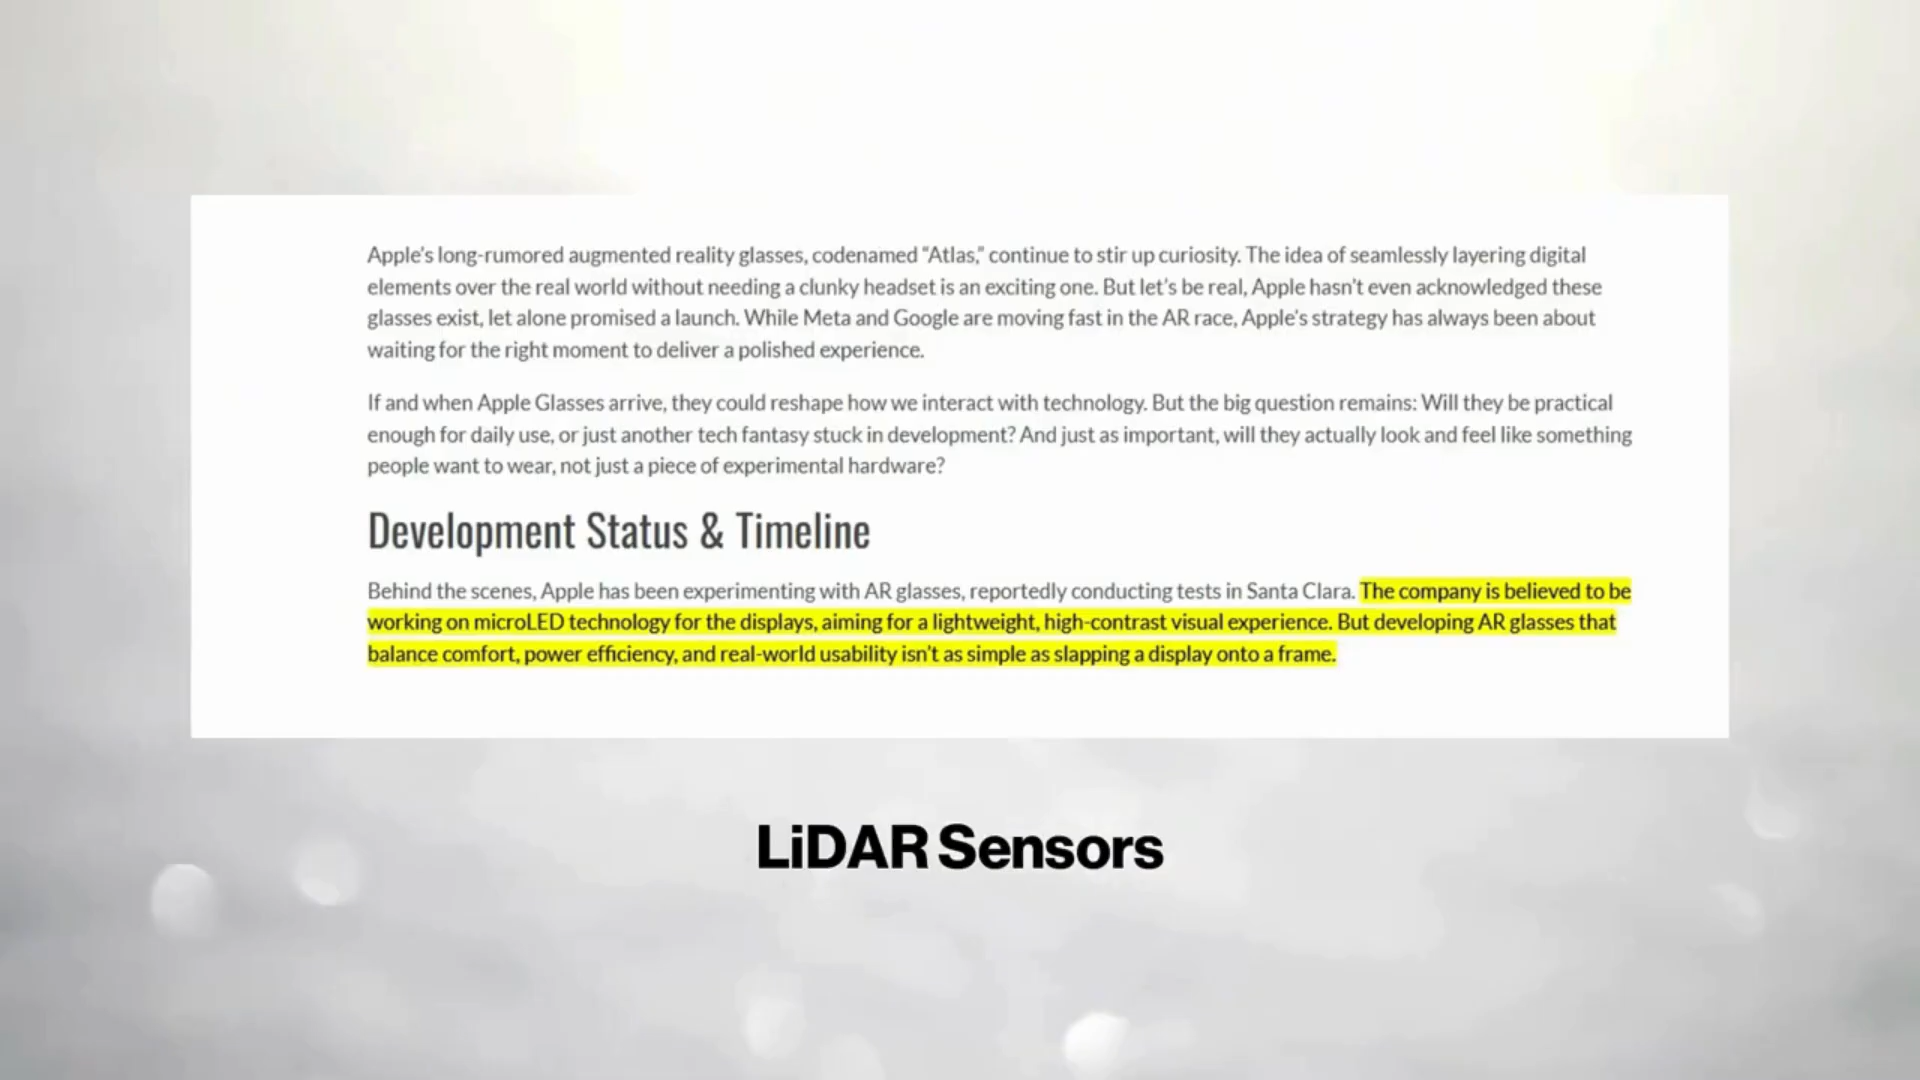 Apple's long-rumored augmented reality glasses, codenamed “Atlas,” continue to stir up curiosity. The idea of seamlessly layering digital
elements over the real world without needing a clunky headset is an exciting one. But let's be real, Apple hasn't even acknowledged these
glasses exist, let alone promised a launch. While Meta and Google are moving fast in the AR race, Apple's strategy has always been about
waiting for the right moment to deliver a polished experience.
If and when Apple Glasses arrive, they could reshape how we interact with technology. But the big question remains: Will they be practical
enough for daily use, or just another tech fantasy stuck in development? And just as important, will they actually look and feel like something
people want to wear, not just a piece of experimental hardware?
Development Status & Timeline
Behind the scenes, Apple has been experimenting with AR glasses, reportedly conducting tests in Santa Clara. The company is believed to be
working on microLED technology for the displays, aiming for a lightweight, high-contrast visual experience. But developing AR glasses that
balance comfort, power efficiency, and real-world usability isn't as simple as slapping a display onto a frame.
LiDAR Sensors